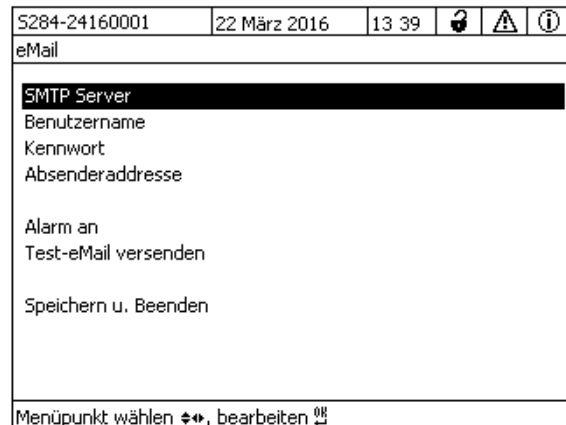 S284-24160001 22 März 2016 13 39
eMail
SMTP Server
Benutzername
Kennwort
Absenderaddresse
Alarm an
Test-eMail versenden
Speichern u. Beenden
Menüpunkt wählen, bearbeiten OK